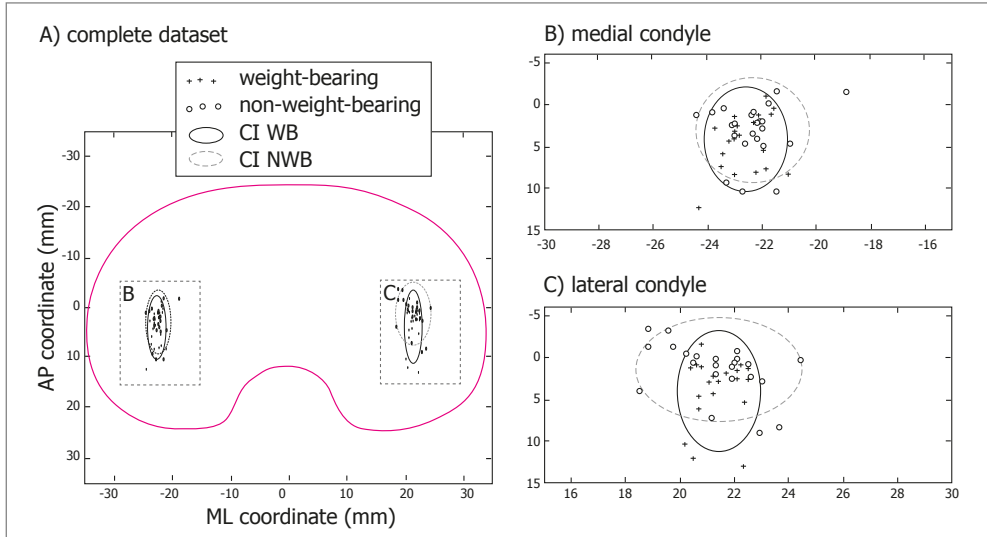 A) complete dataset
+ + + weight-bearing
o o o non-weight-bearing
CI WB
CI NWB
-30
-20
-10
0
10
20
30
AP coordinate (mm)
B
C
-30 -20 -10 0 10 20 30
ML coordinate (mm)
B) medial condyle
-5
0
5
10
15
-30 -28 -26 -24 -22 -20 -18 -16
C) lateral condyle
-5
0
5
10
15
16 18 20 22 24 26 28 30